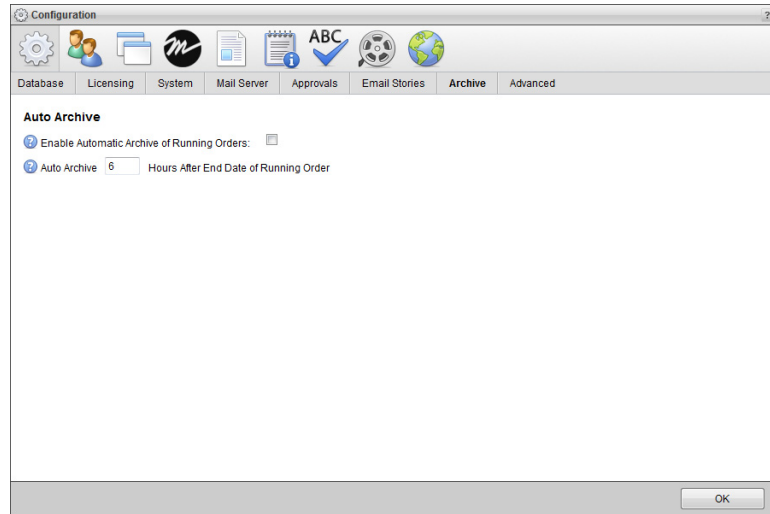 Configuration ?
ABC
Database Licensing System Mail Server Approvals Email Stories Archive Advanced
Auto Archive
? Enable Automatic Archive of Running Orders:
? Auto Archive 6 Hours After End Date of Running Order
OK